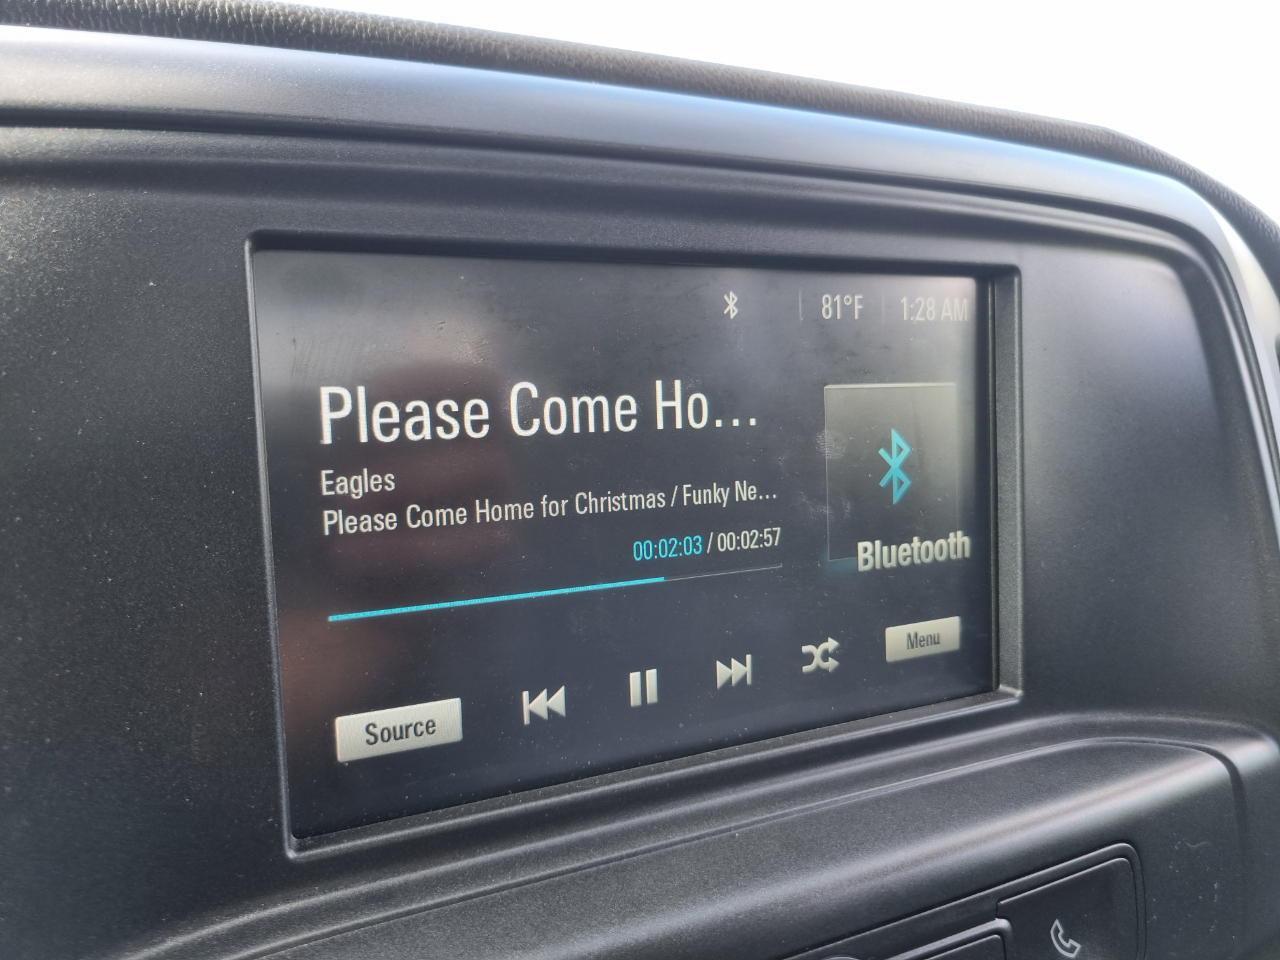 81°F 1:28 AM
Please Come Ho...
Eagles
Please Come Home for Christmas / Funky Ne...
00:02:03 / 00:02:57
Bluetooth
Menu
Source